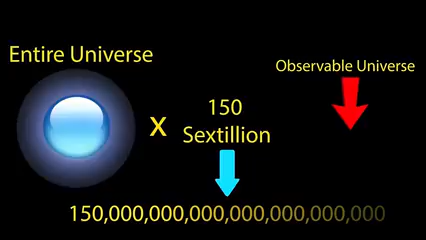 Entire Universe
Observable Universe
x
150
Sextillion
150,000,000,000,000,000,000,000